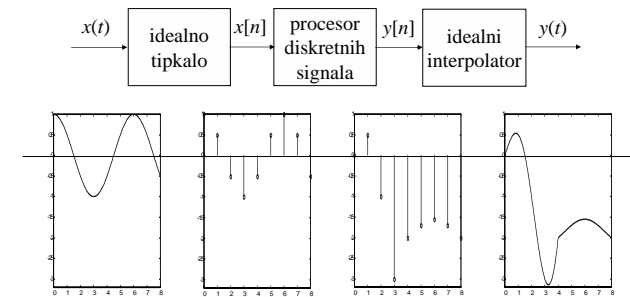 x(t)
idealno
tipkalo
x[n]
procesor
diskretnih
signala
y[n]
idealni
interpolator
y(t)
0 1 2 3 4 5 6 7 8
0 1 2 3 4 5 6 7 8
0 1 2 3 4 5 6 7 8
0 1 2 3 4 5 6 7 8